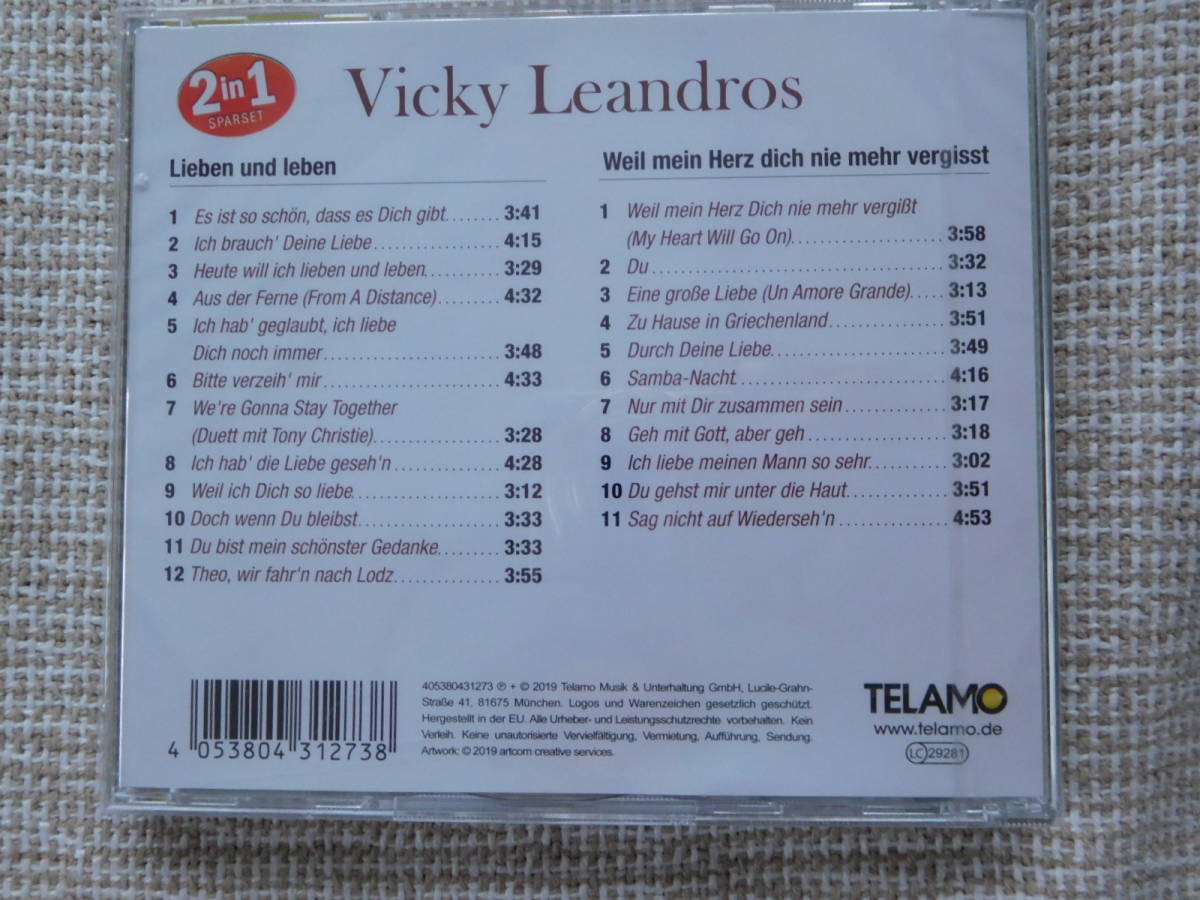 2in1
SPARSET
Vicky Leandros
Lieben und leben
1 Es ist so schön, dass es Dich gibt........ 3:41
2 Ich brauch' Deine Liebe.................... 4:15
3 Heute will ich lieben und leben........... 3:29
4 Aus der Ferne (From A Distance)......... 4:32
5 Ich hab' geglaubt, ich liebe
Dich noch immer............................ 3:48
6 Bitte verzeih' mir............................ 4:33
7 We're Gonna Stay Together
(Duett mit Tony Christie)................... 3:28
8 Ich hab' die Liebe geseh'n................. 4:28
9 Weil ich Dich so liebe...................... 3:12
10 Doch wenn Du bleibst...................... 3:33
11 Du bist mein schönster Gedanke......... 3:33
12 Theo, wir fahr'n nach Lodz................ 3:55
Weil mein Herz dich nie mehr vergisst
1 Weil mein Herz Dich nie mehr vergißt
(My Heart Will Go On)....................... 3:58
2 Du............................................. 3:32
3 Eine große Liebe (Un Amore Grande)..... 3:13
4 Zu Hause in Griechenland................. 3:51
5 Durch Deine Liebe.......................... 3:49
6 Samba-Nacht................................ 4:16
7 Nur mit Dir zusammen sein............... 3:17
8 Geh mit Gott, aber geh.................... 3:18
9 Ich liebe meinen Mann so sehr........... 3:02
10 Du gehst mir unter die Haut.............. 3:51
11 Sag nicht auf Wiederseh'n................ 4:53
4 053804 312738
405380431273 ℗ + © 2019 Telamo Musik & Unterhaltung GmbH, Lucile-Grahn-
Straße 41, 81675 München. Logos und Warenzeichen gesetzlich geschützt.
Hergestellt in der EU. Alle Urheber- und Leistungsschutzrechte vorbehalten. Kein
Verleih. Keine unautorisierte Vervielfältigung, Vermietung, Aufführung, Sendung.
Artwork: © 2019 artcom creative services.
TELAMO
www.telamo.de
LC 29281